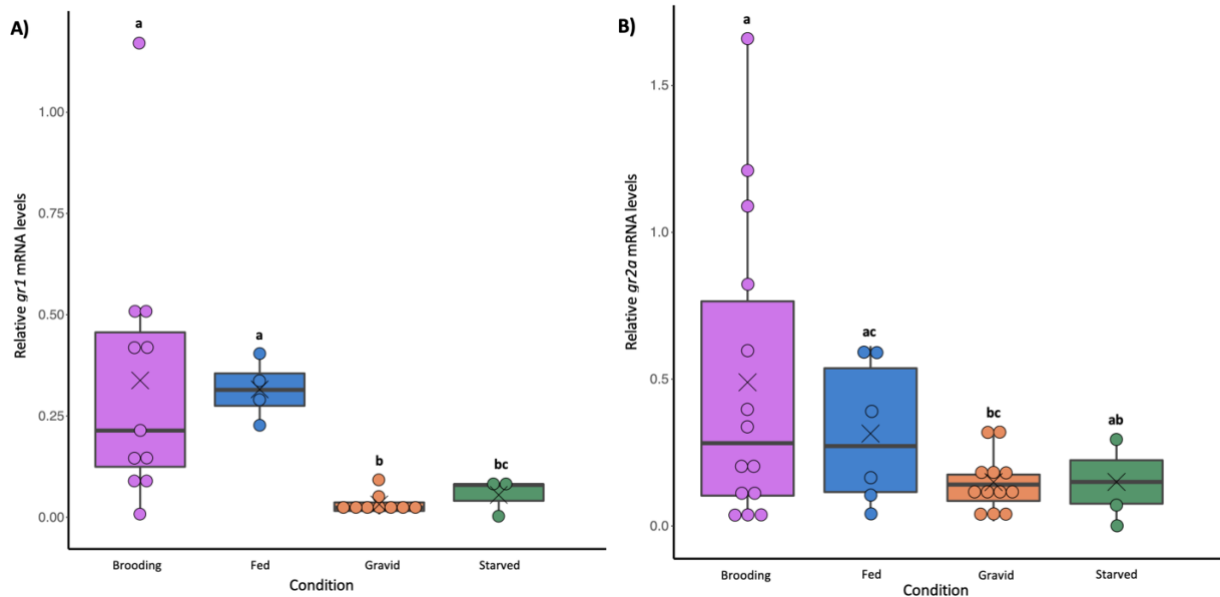 A)
a
1.00
0.75
0.50
0.25
0.00
Relative gr1 mRNA levels
a
b
bc
Brooding Fed Gravid Starved
Condition
B)
a
1.5
1.0
0.5
0.0
Relative gr2a mRNA levels
ac
bc
ab
Brooding Fed Gravid Starved
Condition